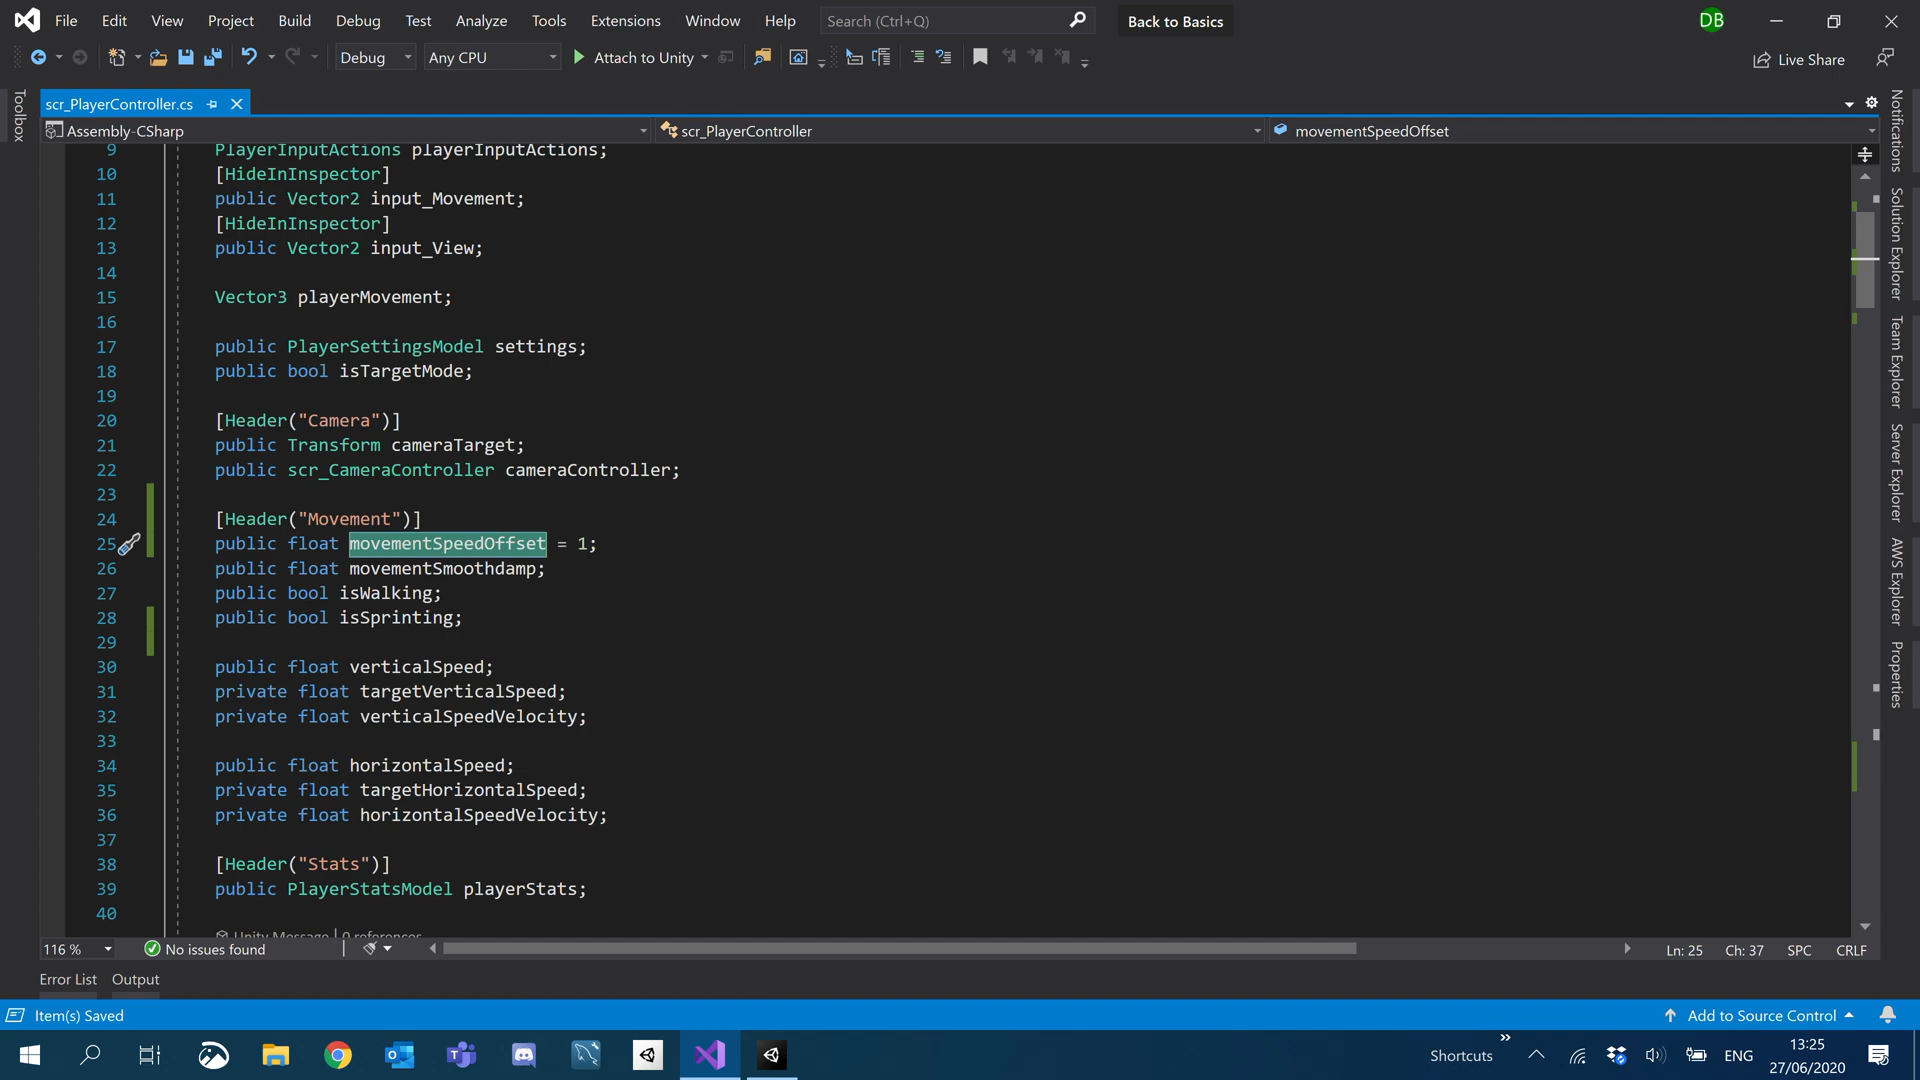 File Edit View Project Build Debug Test Analyze Tools Extensions Window Help Search (Ctrl+Q) Back to Basics DB
Debug Any CPU Attach to Unity Live Share
Toolbox
scr_PlayerController.cs
Assembly-CSharp scr_PlayerController movementSpeedOffset
9 PlayerInputActions playerInputActions;
10 [HideInInspector]
11 public Vector2 input_Movement;
12 [HideInInspector]
13 public Vector2 input_View;
14
15 Vector3 playerMovement;
16
17 public PlayerSettingsModel settings;
18 public bool isTargetMode;
19
20 [Header("Camera")]
21 public Transform cameraTarget;
22 public scr_CameraController cameraController;
23
24 [Header("Movement")]
25 public float movementSpeedOffset = 1;
26 public float movementSmoothdamp;
27 public bool isWalking;
28 public bool isSprinting;
29
30 public float verticalSpeed;
31 private float targetVerticalSpeed;
32 private float verticalSpeedVelocity;
33
34 public float horizontalSpeed;
35 private float targetHorizontalSpeed;
36 private float horizontalSpeedVelocity;
37
38 [Header("Stats")]
39 public PlayerStatsModel playerStats;
40
Unity Message | 0 references
Notifications
Solution Explorer
Team Explorer
Server Explorer
AWS Explorer
Properties
116 % No issues found Ln: 25 Ch: 37 SPC CRLF
Error List Output
Item(s) Saved Add to Source Control
Shortcuts ENG 13:25
27/06/2020